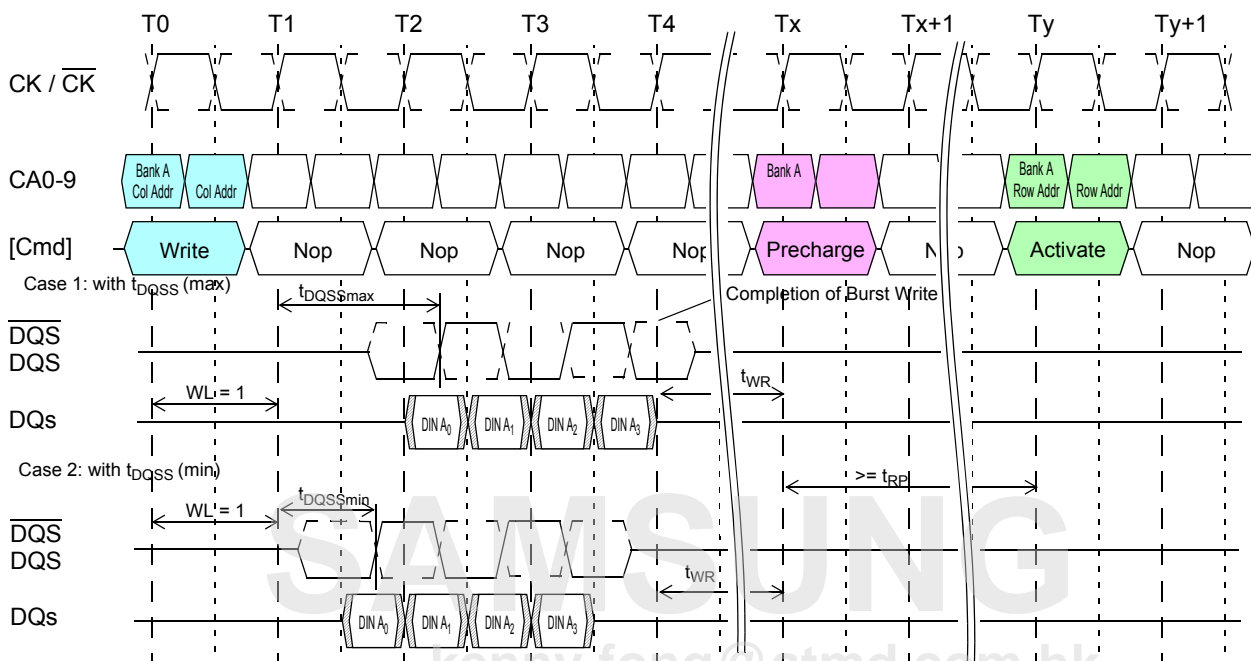 T0 T1 T2 T3 T4 Tx Tx+1 Ty Ty+1
CK / CK
CA0-9
Bank A
Col Addr
Col Addr
Bank A
Bank A
Row Addr
Row Addr
[Cmd]
Write Nop Nop Nop Nop Precharge Nop Activate Nop
Case 1: with tDQSS (max)
tDQSSmax
Completion of Burst Write
DQS
DQS
WL = 1
tWR
DQs
DIN A0 DIN A1 DIN A2 DIN A3
Case 2: with tDQSS (min)
>= tRP
WL = 1
tDQSSmin
DQS
DQS
tWR
DQs
DIN A0 DIN A1 DIN A2 DIN A3
SAMSUNG